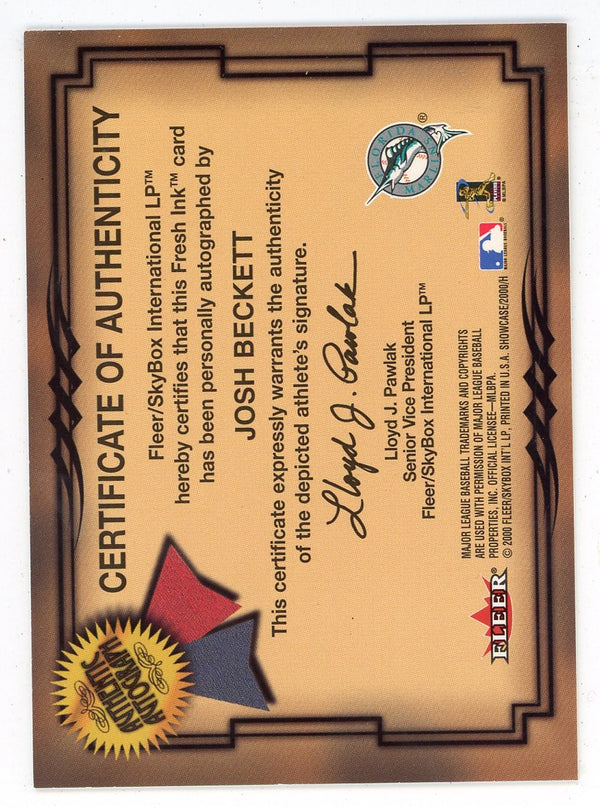 CERTIFICATE OF AUTHENTICITY
Fleer/SkyBox International LP™
hereby certifies that this Fresh Ink™ card
has been personally autographed by
JOSH BECKETT
This certificate expressly warrants the authenticity
of the depicted athlete's signature.
Lloyd J. Pawlak
Lloyd J. Pawlak
Senior Vice President
Fleer/SkyBox International LP™
AUTHENTIC
AUTOGRAPH
FLORIDA
MARLINS
®
FLEER®
MAJOR LEAGUE BASEBALL TRADEMARKS AND COPYRIGHTS
ARE USED WITH PERMISSION OF MAJOR LEAGUE BASEBALL
PROPERTIES, INC. OFFICIAL LICENSEE—MLBPA.
© 2000 FLEER/SKYBOX INT'L LP. PRINTED IN U.S.A. SHOWCASE/2000/H